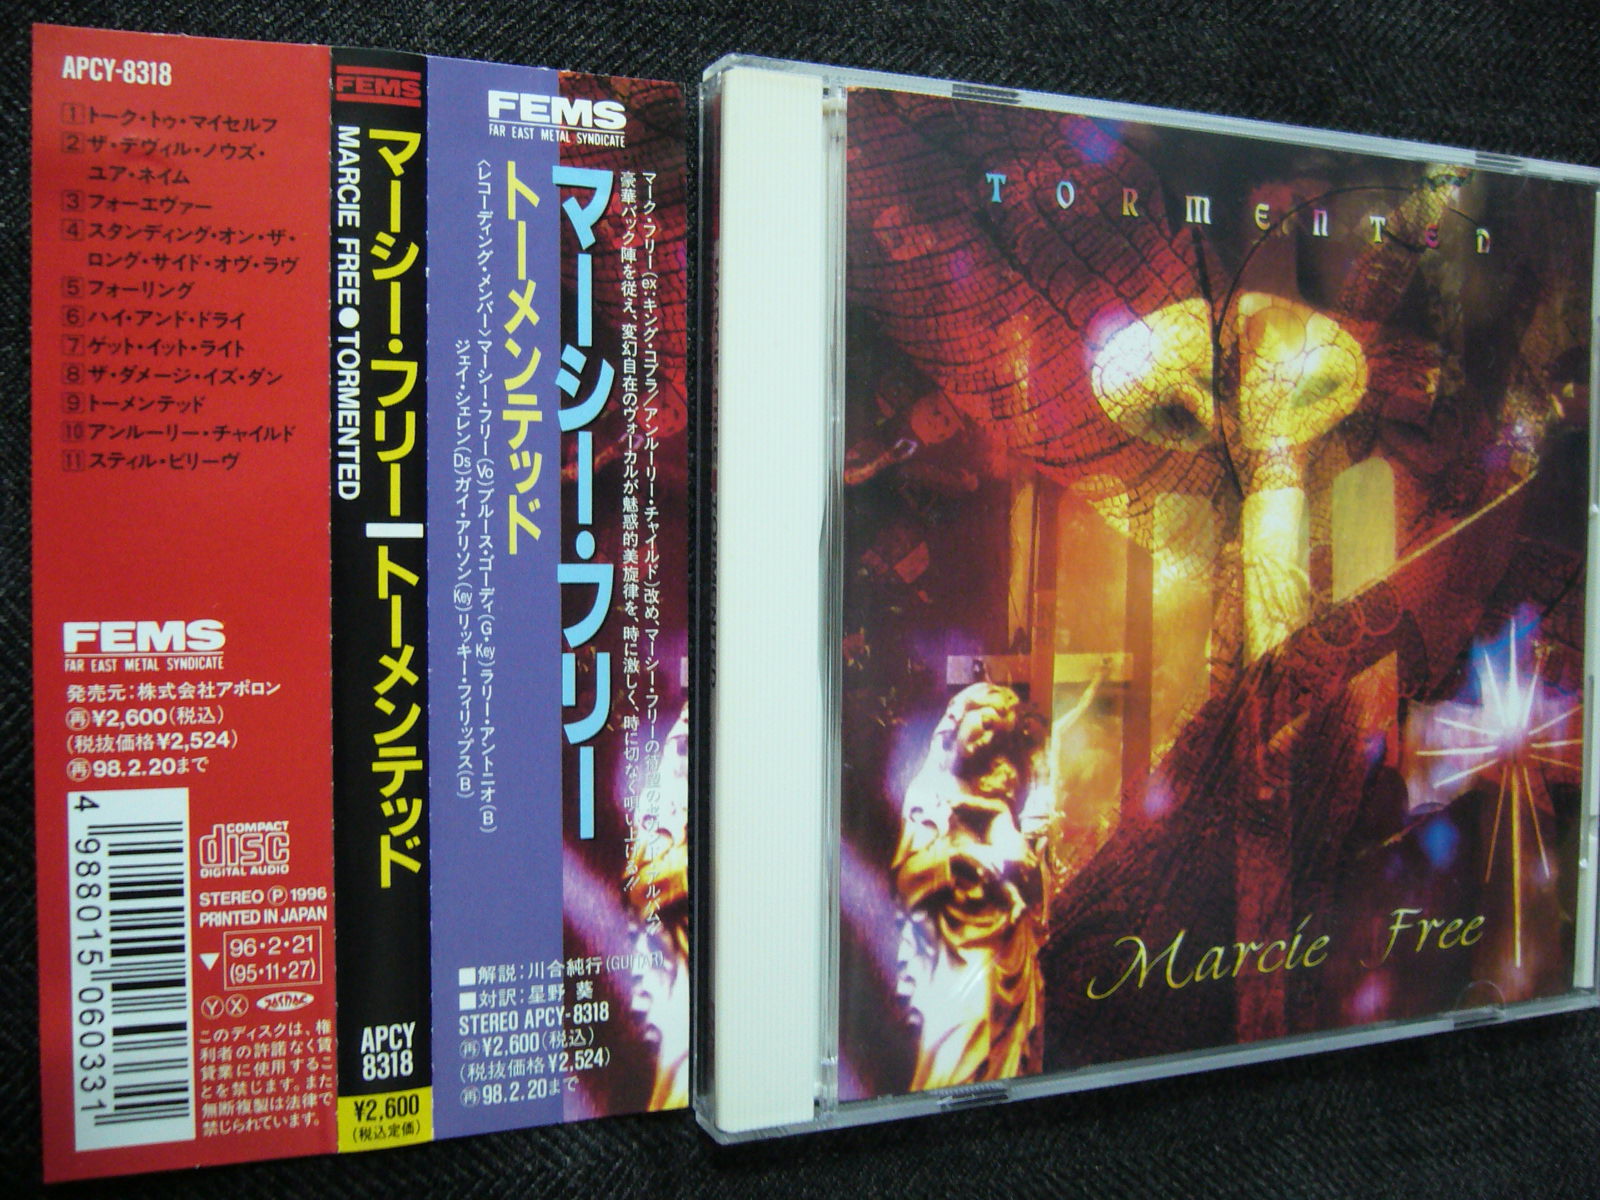 APCY-8318
1 トーク・トゥ・マイセルフ
2 ザ・デヴィル・ノウズ・
ユア・ネイム
3 フォーエヴァー
4 スタンディング・オン・ザ・
ロング・サイド・オヴ・ラヴ
5 フォーリング
6 ハイ・アンド・ドライ
7 ゲット・イット・ライト
8 ザ・ダメージ・イズ・ダン
9 トーメンテッド
10 アンルーリー・チャイルド
11 スティル・ビリーヴ
FEMS
FAR EAST METAL SYNDICATE
発売元:株式会社アポロン
再¥2,600(税込)
(税抜価格¥2,524)
再98.2.20まで
4 988015 060331
COMPACT
disc
DIGITAL AUDIO
STEREO Ⓟ 1996
PRINTED IN JAPAN
▼ 96・2・21
(95・11・27)
Ⓨ Ⓧ JASRAC
このディスクは、権
利者の許諾なく賃
貸業に使用するこ
とを禁じます。また
無断複製は法律で
禁じられています。
FEMS
マーシー・フリー|トーメンテッド
MARCIE FREE●TORMENTED
APCY
8318
¥2,600
(税込定価)
FEMS
FAR EAST METAL SYNDICATE
マーク・フリー(ex:キング・コブラ/アンルーリー・チャイルド)改め、マーシー・フリーの待望のセカンド・アルバム!!
豪華バック陣を従え、変幻自在のヴォーカルが魅惑的美旋律を、時に激しく、時に切なく唄い上げる!!
マーシー・フリー
トーメンテッド
〈レコーディング・メンバー〉マーシー・フリー(Vo)ブルース・ゴーディ(G・Key)ラリー・アントニオ(B)
ジェイ・シェレン(Ds)ガイ・アリソン(Key)リッキー・フィリップス(B)
■解説:川合純行(GUITAR)
■対訳:星野 葵
STEREO APCY-8318
再¥2,600(税込)
(税抜価格¥2,524)
再98.2.20まで
TORMENTED
Marcie Free